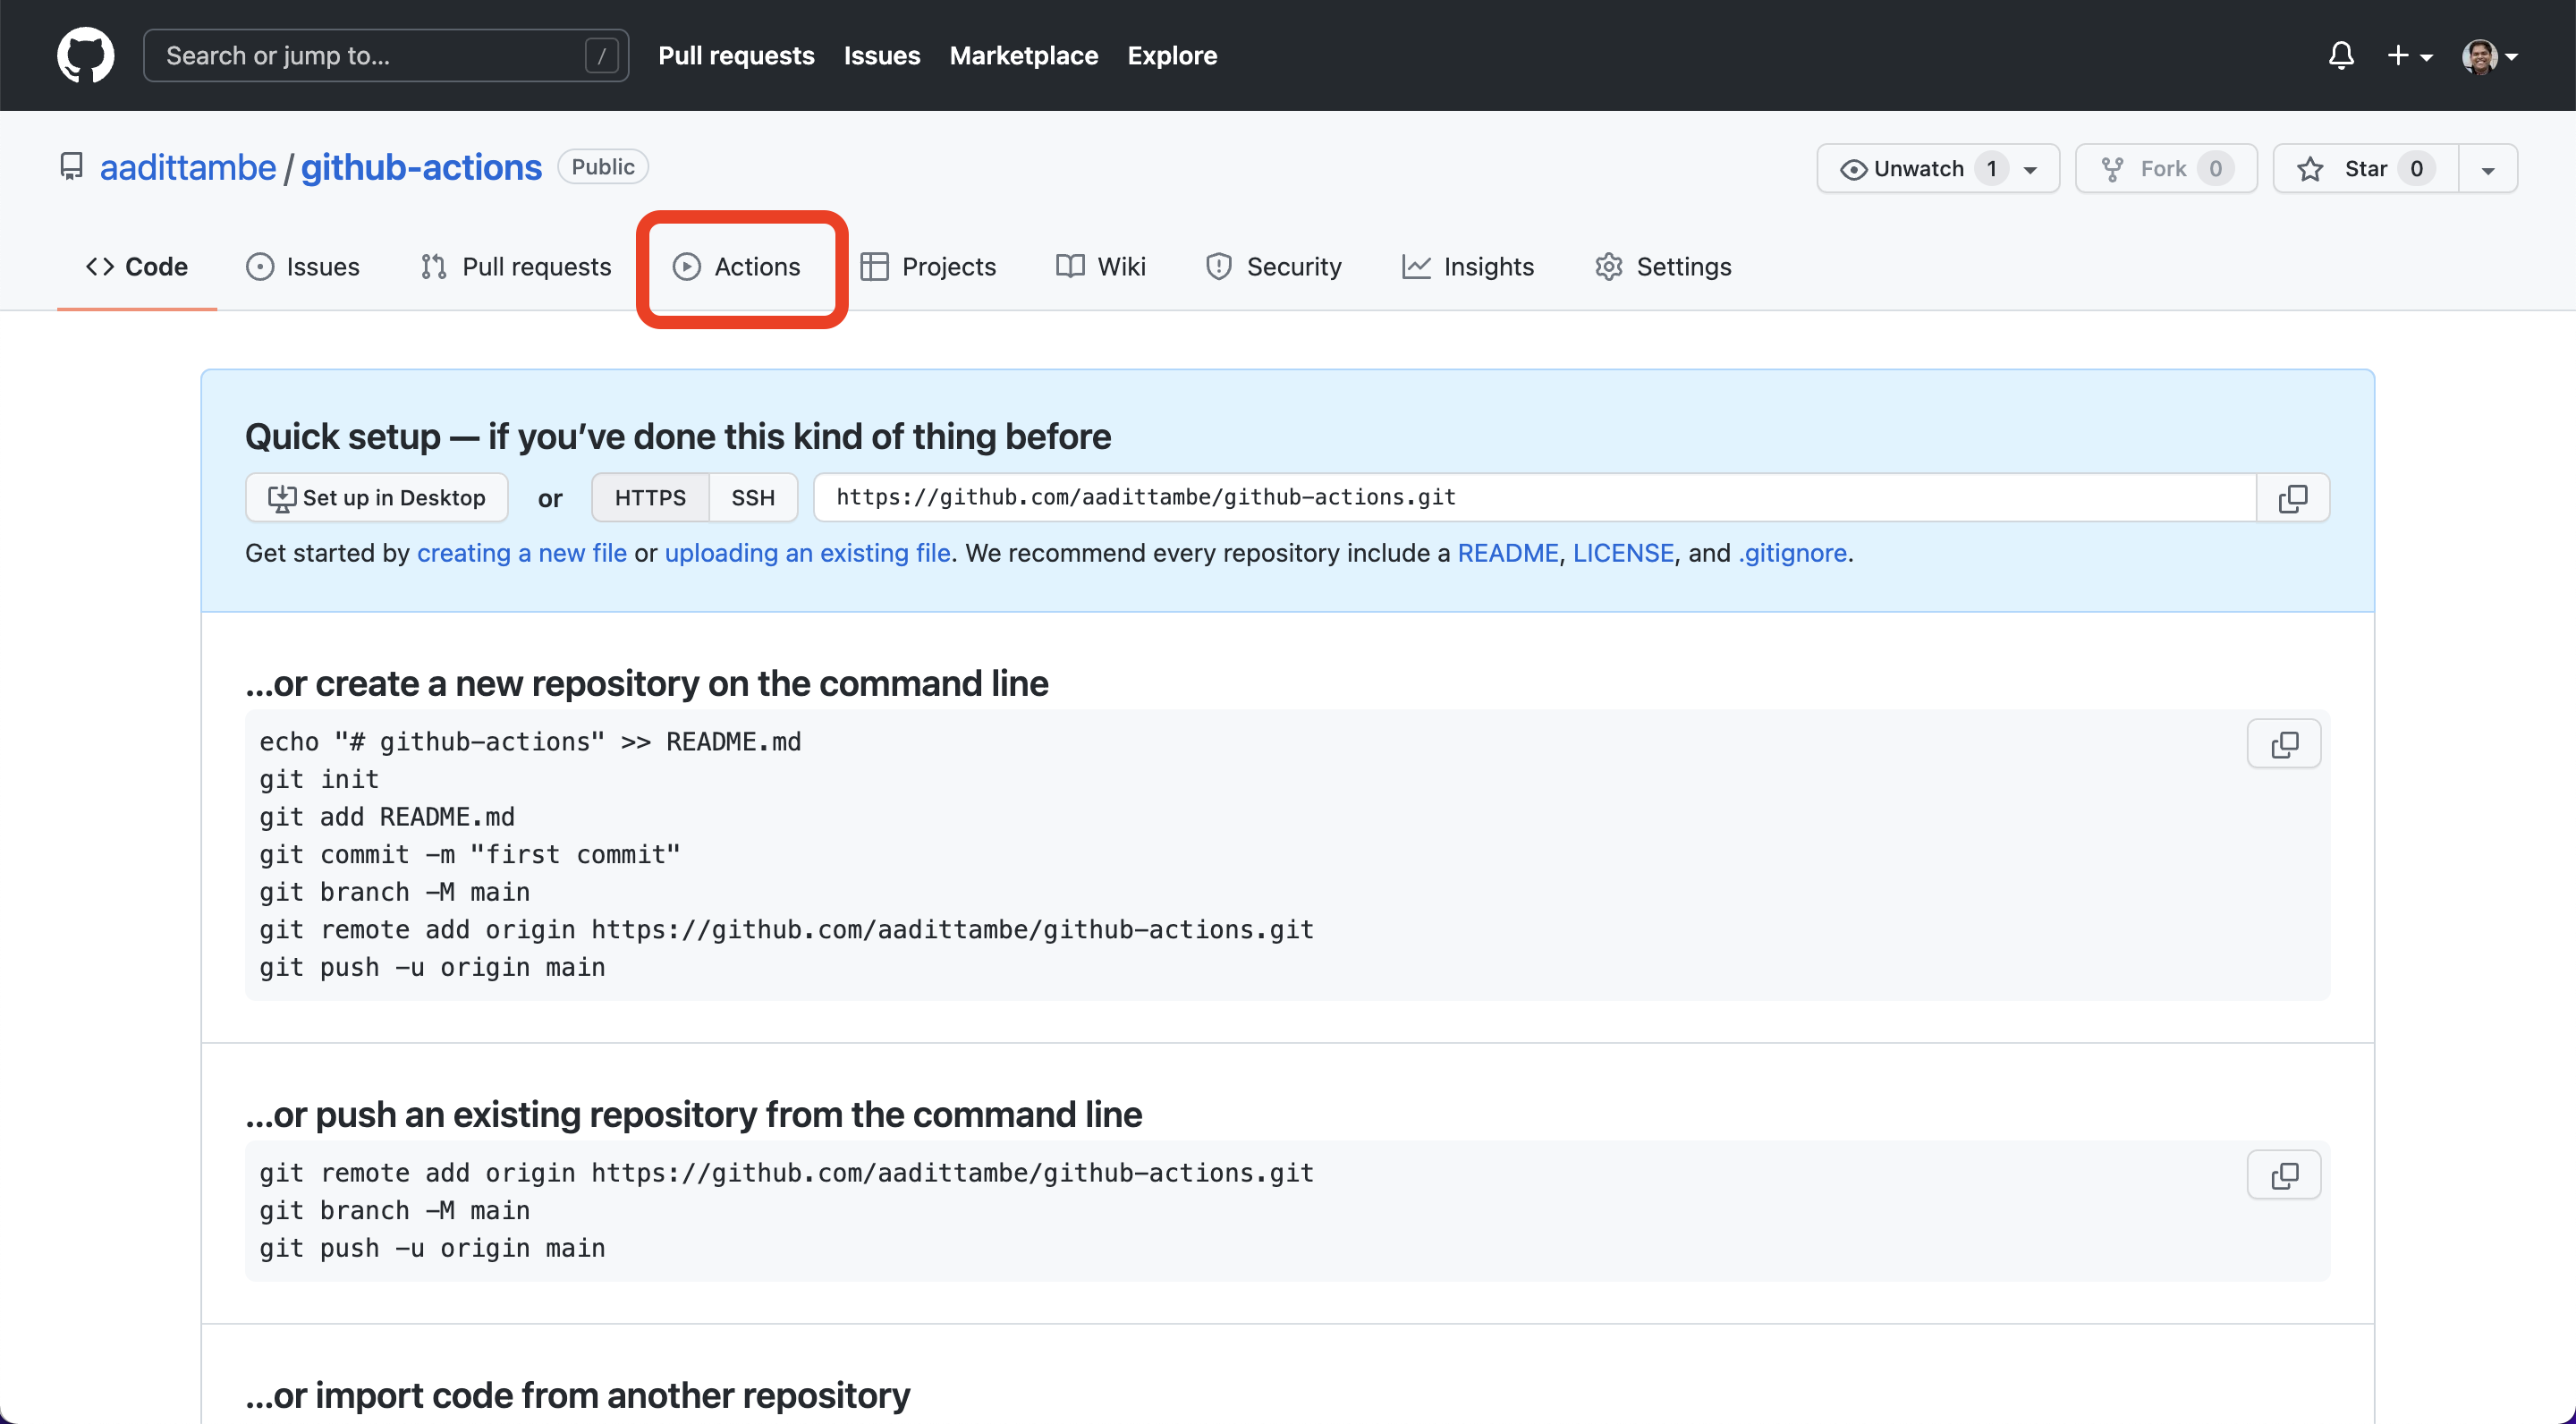 Search or jump to... / Pull requests Issues Marketplace Explore
aadittambe / github-actions Public Unwatch 1 Fork 0 Star 0
Code Issues Pull requests Actions Projects Wiki Security Insights Settings
Quick setup — if you’ve done this kind of thing before
Set up in Desktop or HTTPS SSH https://github.com/aadittambe/github-actions.git
Get started by creating a new file or uploading an existing file. We recommend every repository include a README, LICENSE, and .gitignore.
…or create a new repository on the command line
echo "# github-actions" >> README.md
git init
git add README.md
git commit -m "first commit"
git branch -M main
git remote add origin https://github.com/aadittambe/github-actions.git
git push -u origin main
…or push an existing repository from the command line
git remote add origin https://github.com/aadittambe/github-actions.git
git branch -M main
git push -u origin main
…or import code from another repository